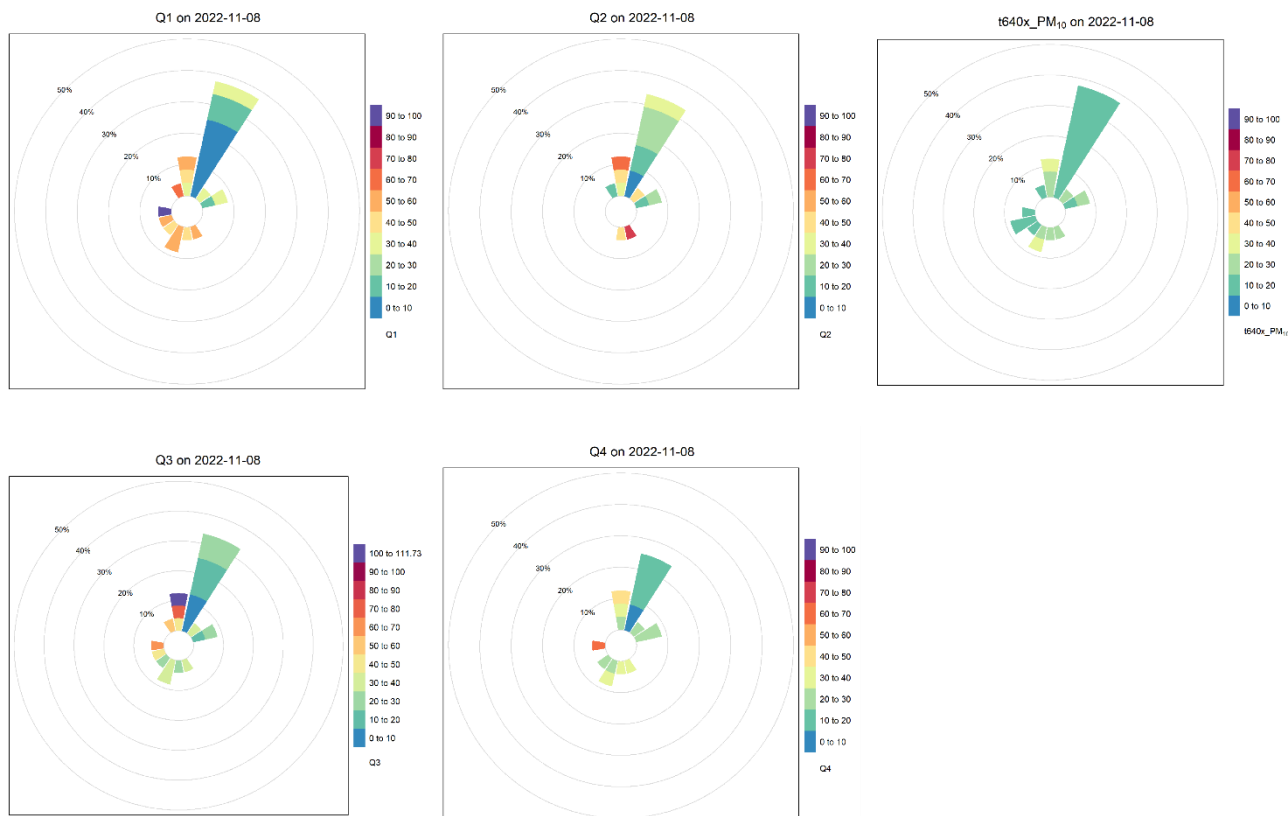 Q1 on 2022-11-08
50%
40%
30%
20%
10%
90 to 100
80 to 90
70 to 80
60 to 70
50 to 60
40 to 50
30 to 40
20 to 30
10 to 20
0 to 10
Q1
Q2 on 2022-11-08
50%
40%
30%
20%
10%
90 to 100
80 to 90
70 to 80
60 to 70
50 to 60
40 to 50
30 to 40
20 to 30
10 to 20
0 to 10
Q2
t640x_PM₁₀ on 2022-11-08
50%
40%
30%
20%
10%
90 to 100
80 to 90
70 to 80
60 to 70
50 to 60
40 to 50
30 to 40
20 to 30
10 to 20
0 to 10
t640x_PM₁₀
Q3 on 2022-11-08
50%
40%
30%
20%
10%
100 to 111.73
90 to 100
80 to 90
70 to 80
60 to 70
50 to 60
40 to 50
30 to 40
20 to 30
10 to 20
0 to 10
Q3
Q4 on 2022-11-08
50%
40%
30%
20%
10%
90 to 100
80 to 90
70 to 80
60 to 70
50 to 60
40 to 50
30 to 40
20 to 30
10 to 20
0 to 10
Q4